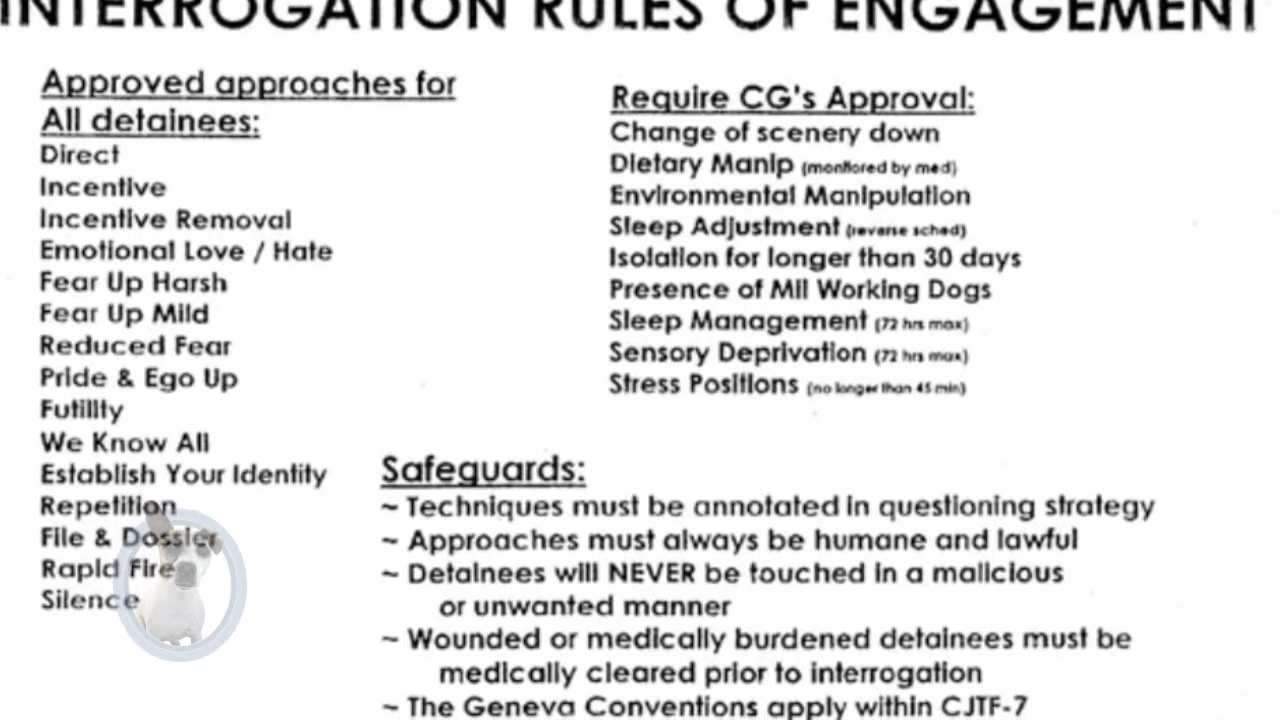 INTERROGATION RULES OF ENGAGEMENT
Approved approaches for
All detainees:
Direct
Incentive
Incentive Removal
Emotional Love / Hate
Fear Up Harsh
Fear Up Mild
Reduced Fear
Pride & Ego Up
Futility
We Know All
Establish Your Identity
Repetition
File & Dossier
Rapid Fire
Silence
Require CG's Approval:
Change of scenery down
Dietary Manip (monitored by med)
Environmental Manipulation
Sleep Adjustment (reverse sched)
Isolation for longer than 30 days
Presence of Mil Working Dogs
Sleep Management (72 hrs max)
Sensory Deprivation (72 hrs max)
Stress Positions (no longer than 45 min)
Safeguards:
~ Techniques must be annotated in questioning strategy
~ Approaches must always be humane and lawful
~ Detainees will NEVER be touched in a malicious
or unwanted manner
~ Wounded or medically burdened detainees must be
medically cleared prior to interrogation
~ The Geneva Conventions apply within CJTF-7